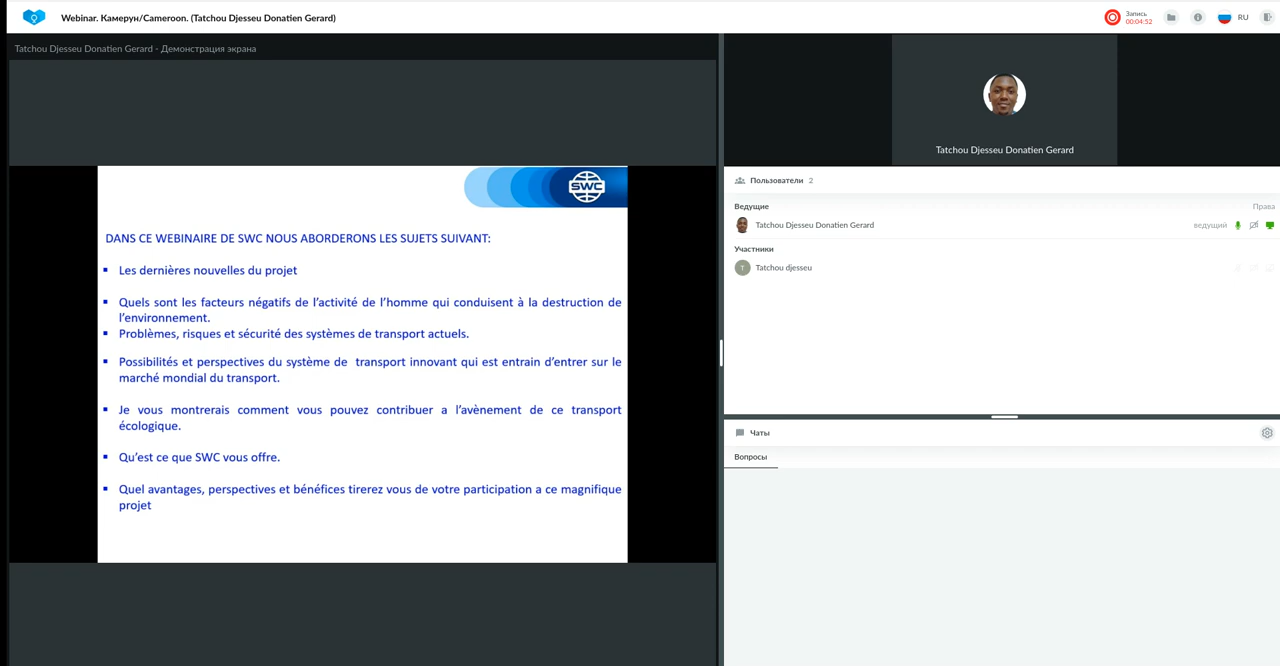 Webinar. Камерун/Cameroon. (Tatchou Djesseu Donatien Gerard)
Запись
00:04:52
RU
Tatchou Djesseu Donatien Gerard - Демонстрация экрана
SWC
DANS CE WEBINAIRE DE SWC NOUS ABORDERONS LES SUJETS SUIVANT:
▪ Les dernières nouvelles du projet
▪ Quels sont les facteurs négatifs de l'activité de l'homme qui conduisent à la destruction de
l'environnement.
▪ Problèmes, risques et sécurité des systèmes de transport actuels.
▪ Possibilités et perspectives du système de transport innovant qui est entrain d'entrer sur le
marché mondial du transport.
▪ Je vous montrerais comment vous pouvez contribuer a l'avènement de ce transport
écologique.
▪ Qu'est ce que SWC vous offre.
▪ Quel avantages, perspectives et bénéfices tirerez vous de votre participation a ce magnifique
projet
Tatchou Djesseu Donatien Gerard
Пользователи 2
Ведущие Права
Tatchou Djesseu Donatien Gerard ведущий
Участники
T Tatchou djesseu
Чаты
Вопросы